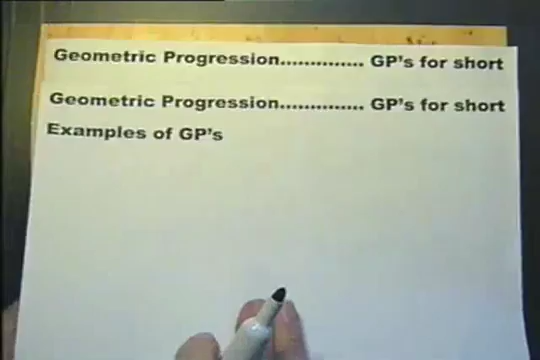 Geometric Progression.............. GP's for short
Geometric Progression.............. GP's for short
Examples of GP's